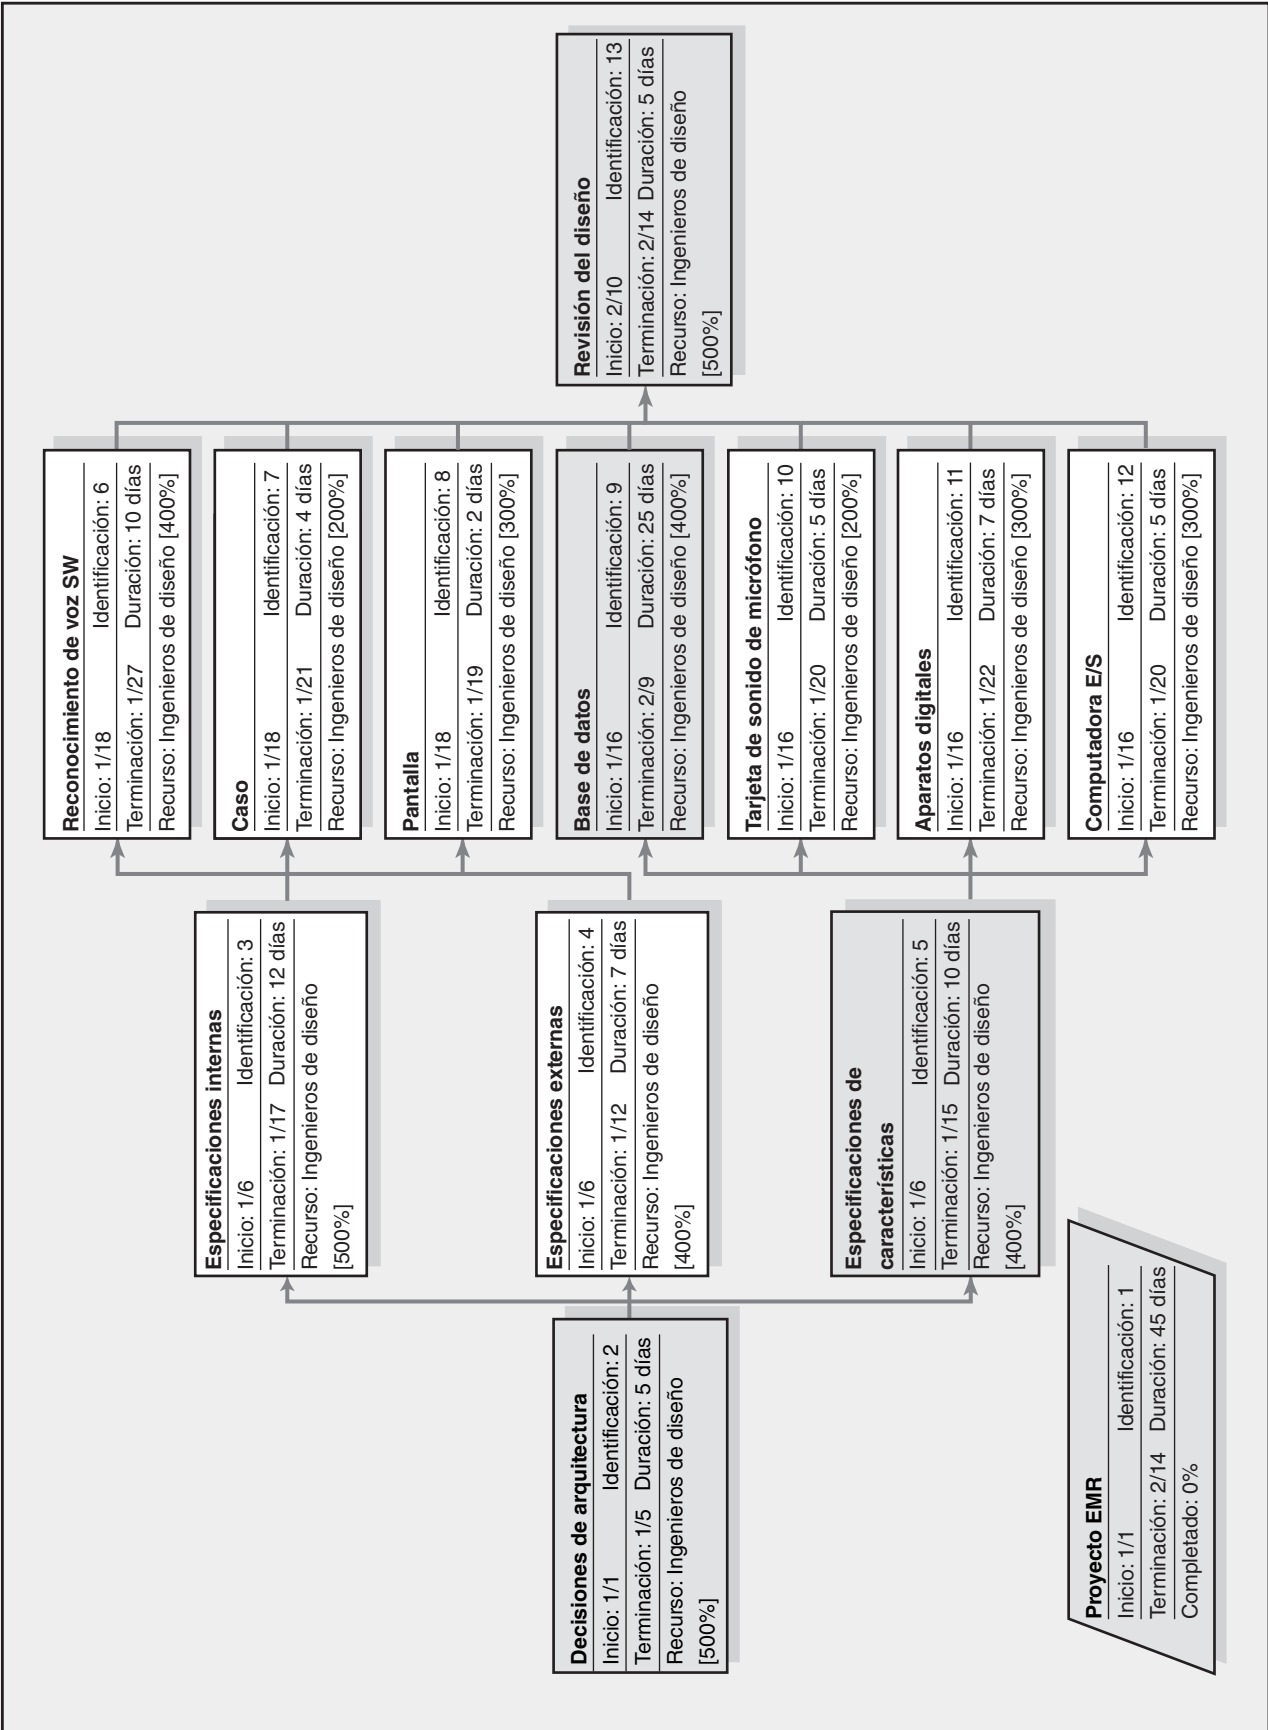 Decisiones de arquitectura
Inicio: 1/1 Identificación: 2
Terminación: 1/5 Duración: 5 días
Recurso: Ingenieros de diseño
[500%]
Especificaciones internas
Inicio: 1/6 Identificación: 3
Terminación: 1/17 Duración: 12 días
Recurso: Ingenieros de diseño
[500%]
Especificaciones externas
Inicio: 1/6 Identificación: 4
Terminación: 1/12 Duración: 7 días
Recurso: Ingenieros de diseño
[400%]
Especificaciones de
características
Inicio: 1/6 Identificación: 5
Terminación: 1/15 Duración: 10 días
Recurso: Ingenieros de diseño
[400%]
Reconocimiento de voz SW
Inicio: 1/18 Identificación: 6
Terminación: 1/27 Duración: 10 días
Recurso: Ingenieros de diseño [400%]
Caso
Inicio: 1/18 Identificación: 7
Terminación: 1/21 Duración: 4 días
Recurso: Ingenieros de diseño [200%]
Pantalla
Inicio: 1/18 Identificación: 8
Terminación: 1/19 Duración: 2 días
Recurso: Ingenieros de diseño [300%]
Base de datos
Inicio: 1/16 Identificación: 9
Terminación: 2/9 Duración: 25 días
Recurso: Ingenieros de diseño [400%]
Tarjeta de sonido de micrófono
Inicio: 1/16 Identificación: 10
Terminación: 1/20 Duración: 5 días
Recurso: Ingenieros de diseño [200%]
Aparatos digitales
Inicio: 1/16 Identificación: 11
Terminación: 1/22 Duración: 7 días
Recurso: Ingenieros de diseño [300%]
Computadora E/S
Inicio: 1/16 Identificación: 12
Terminación: 1/20 Duración: 5 días
Recurso: Ingenieros de diseño [300%]
Revisión del diseño
Inicio: 2/10 Identificación: 13
Terminación: 2/14 Duración: 5 días
Recurso: Ingenieros de diseño
[500%]
Proyecto EMR
Inicio: 1/1 Identificación: 1
Terminación: 2/14 Duración: 45 días
Completado: 0%